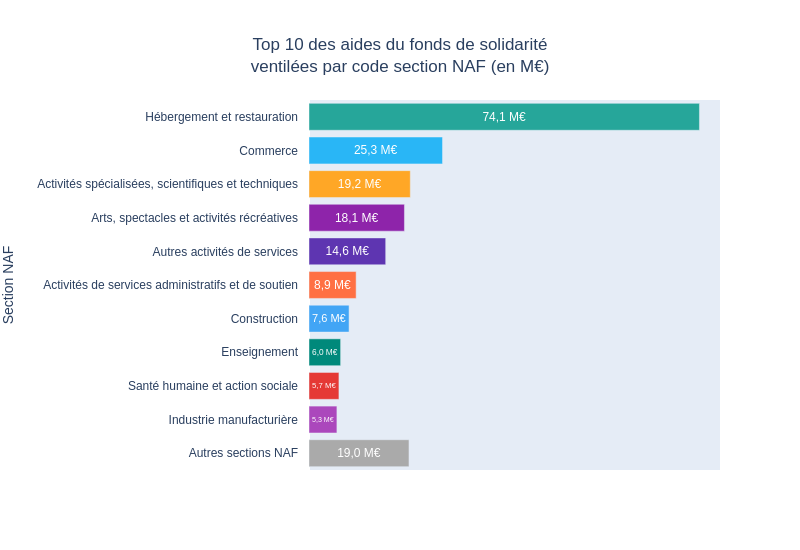 Top 10 des aides du fonds de solidarité
ventilées par code section NAF (en M€)
Section NAF
Hébergement et restauration 74,1 M€
Commerce 25,3 M€
Activités spécialisées, scientifiques et techniques 19,2 M€
Arts, spectacles et activités récréatives 18,1 M€
Autres activités de services 14,6 M€
Activités de services administratifs et de soutien 8,9 M€
Construction 7,6 M€
Enseignement 6,0 M€
Santé humaine et action sociale 5,7 M€
Industrie manufacturière 5,3 M€
Autres sections NAF 19,0 M€